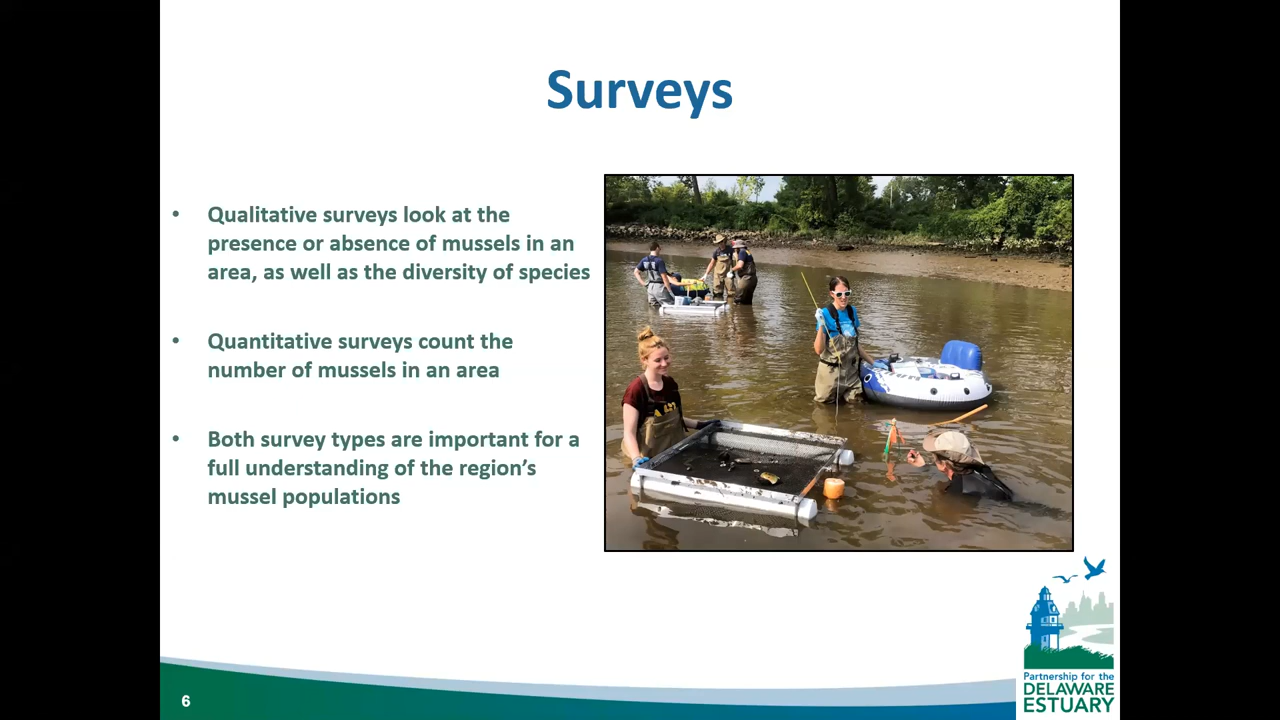 Surveys
• Qualitative surveys look at the
presence or absence of mussels in an
area, as well as the diversity of species
• Quantitative surveys count the
number of mussels in an area
• Both survey types are important for a
full understanding of the region’s
mussel populations
6
Partnership for the
DELAWARE
ESTUARY